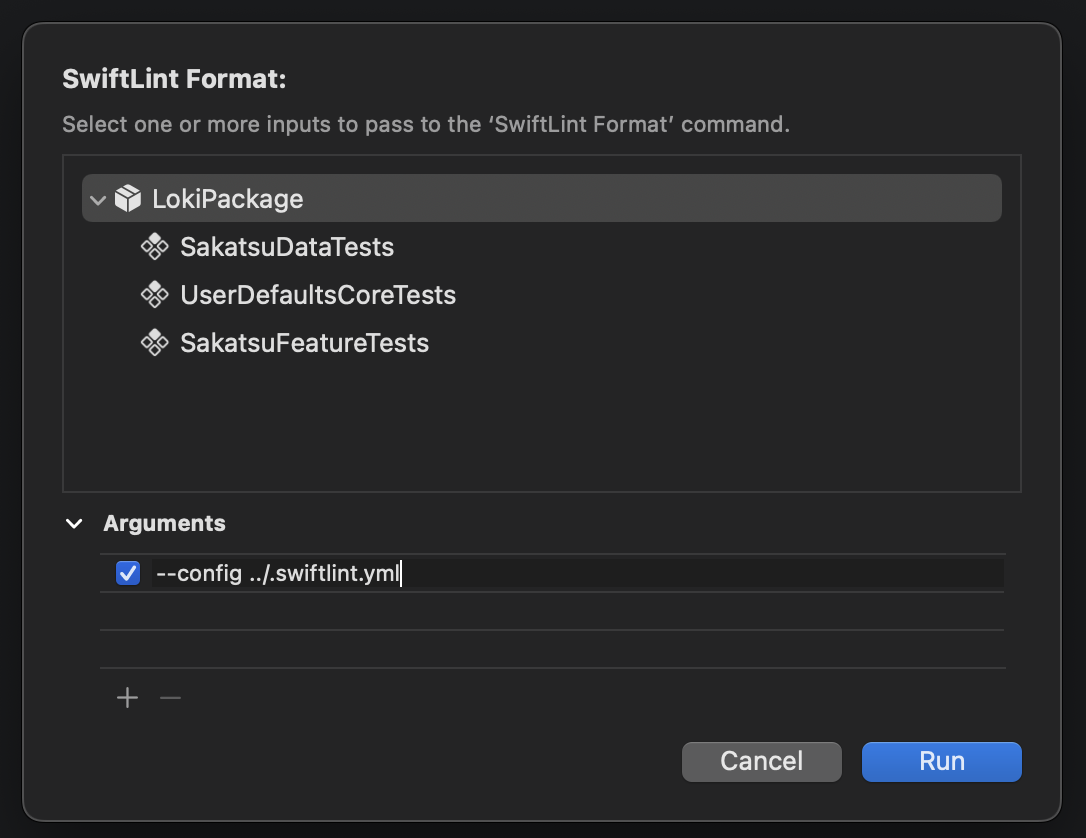 SwiftLint Format:
Select one or more inputs to pass to the ‘SwiftLint Format’ command.
LokiPackage
SakatsuDataTests
UserDefaultsCoreTests
SakatsuFeatureTests
Arguments
--config ../.swiftlint.yml
Cancel
Run